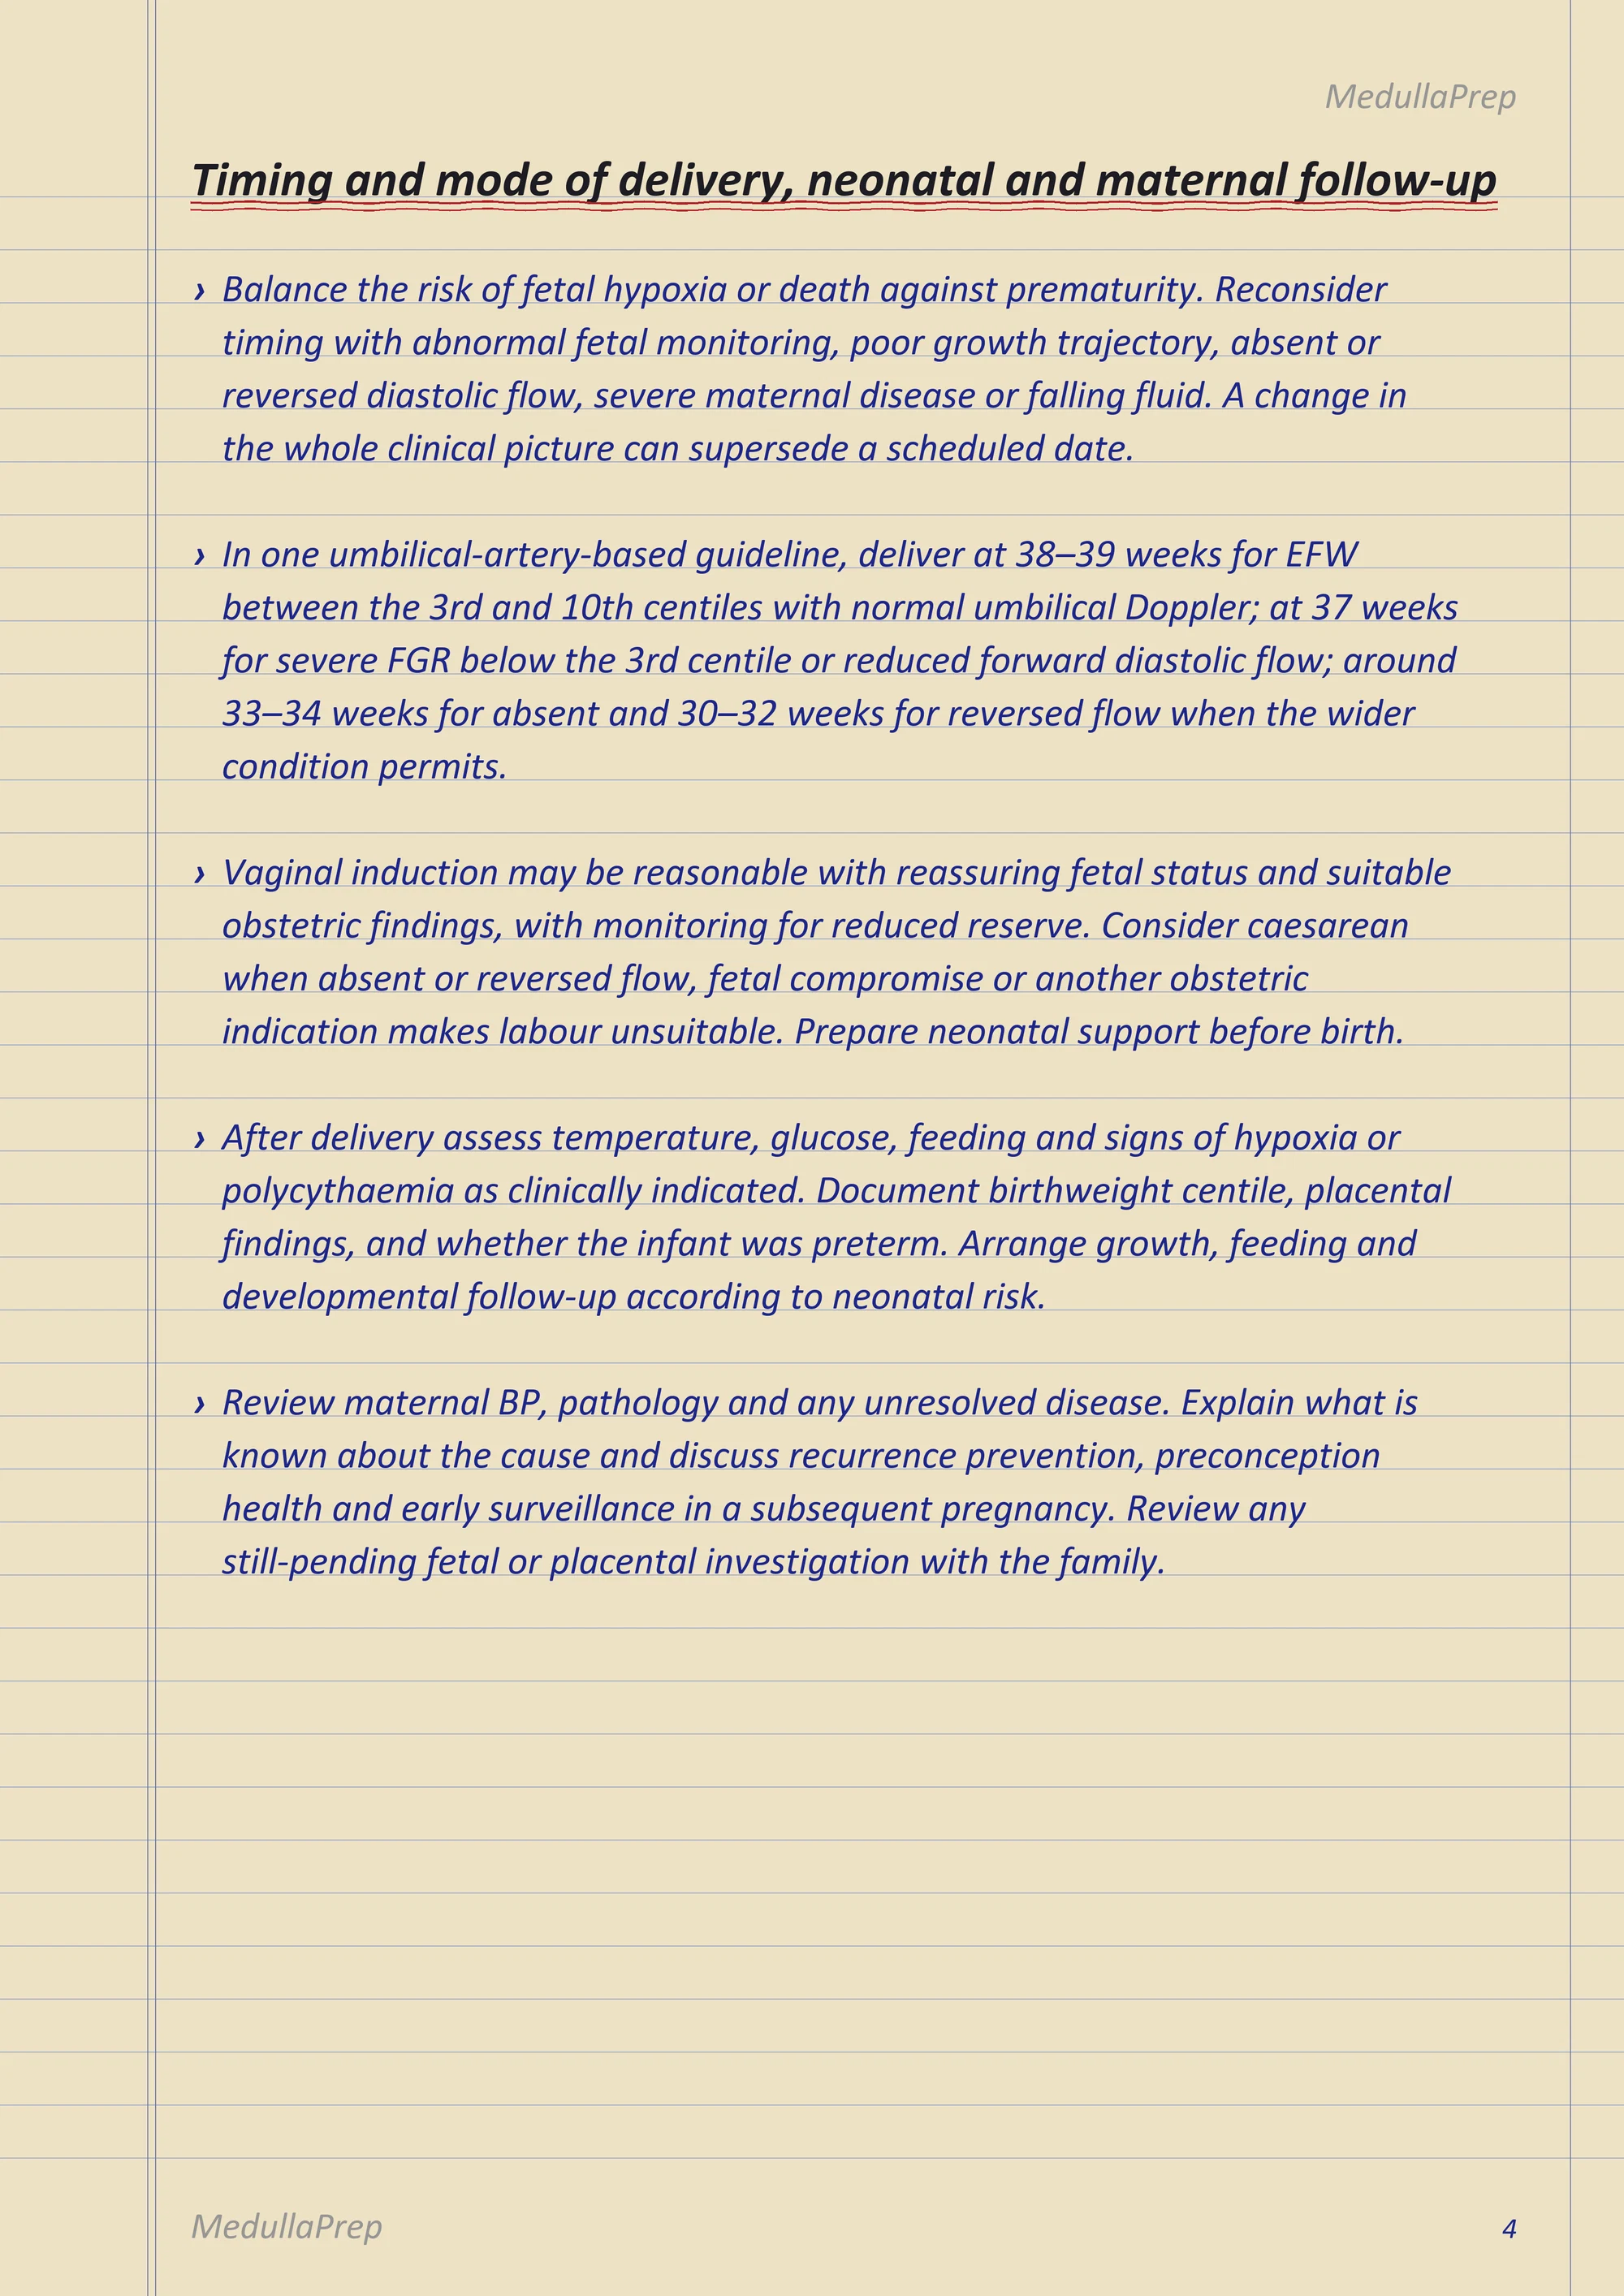 MedullaPrep
Timing and mode of delivery, neonatal and maternal follow-up
› Balance the risk of fetal hypoxia or death against prematurity. Reconsider
timing with abnormal fetal monitoring, poor growth trajectory, absent or
reversed diastolic flow, severe maternal disease or falling fluid. A change in
the whole clinical picture can supersede a scheduled date.
› In one umbilical-artery-based guideline, deliver at 38–39 weeks for EFW
between the 3rd and 10th centiles with normal umbilical Doppler; at 37 weeks
for severe FGR below the 3rd centile or reduced forward diastolic flow; around
33–34 weeks for absent and 30–32 weeks for reversed flow when the wider
condition permits.
› Vaginal induction may be reasonable with reassuring fetal status and suitable
obstetric findings, with monitoring for reduced reserve. Consider caesarean
when absent or reversed flow, fetal compromise or another obstetric
indication makes labour unsuitable. Prepare neonatal support before birth.
› After delivery assess temperature, glucose, feeding and signs of hypoxia or
polycythaemia as clinically indicated. Document birthweight centile, placental
findings, and whether the infant was preterm. Arrange growth, feeding and
developmental follow-up according to neonatal risk.
› Review maternal BP, pathology and any unresolved disease. Explain what is
known about the cause and discuss recurrence prevention, preconception
health and early surveillance in a subsequent pregnancy. Review any
still-pending fetal or placental investigation with the family.
MedullaPrep
4